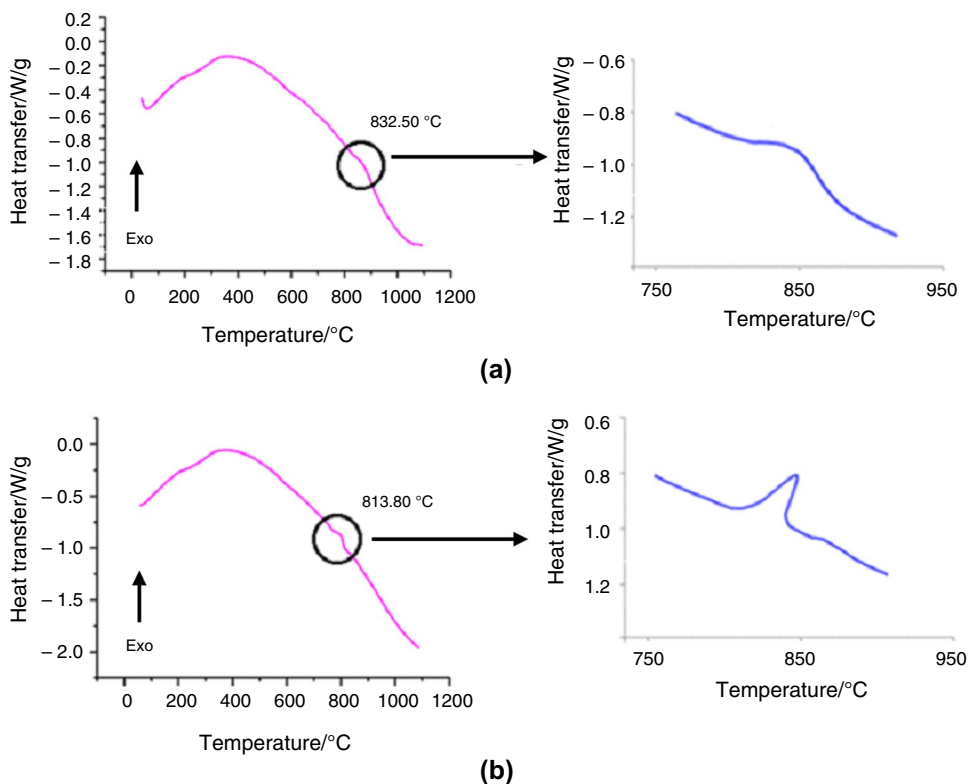 0.2
0.0
– 0.2
– 0.4
– 0.6
– 0.8
– 1.0
– 1.2
– 1.4
– 1.6
– 1.8
Heat transfer/W/g
Exo
832.50 °C
0 200 400 600 800 1000 1200
Temperature/°C
– 0.6
– 0.8
– 1.0
– 1.2
Heat transfer/W/g
750 850 950
Temperature/°C
(a)
0.0
– 0.5
– 1.0
– 1.5
– 2.0
Heat transfer/W/g
Exo
813.80 °C
0 200 400 600 800 1000 1200
Temperature/°C
0.6
0.8
1.0
1.2
Heat transfer/W/g
750 850 950
Temperature/°C
(b)